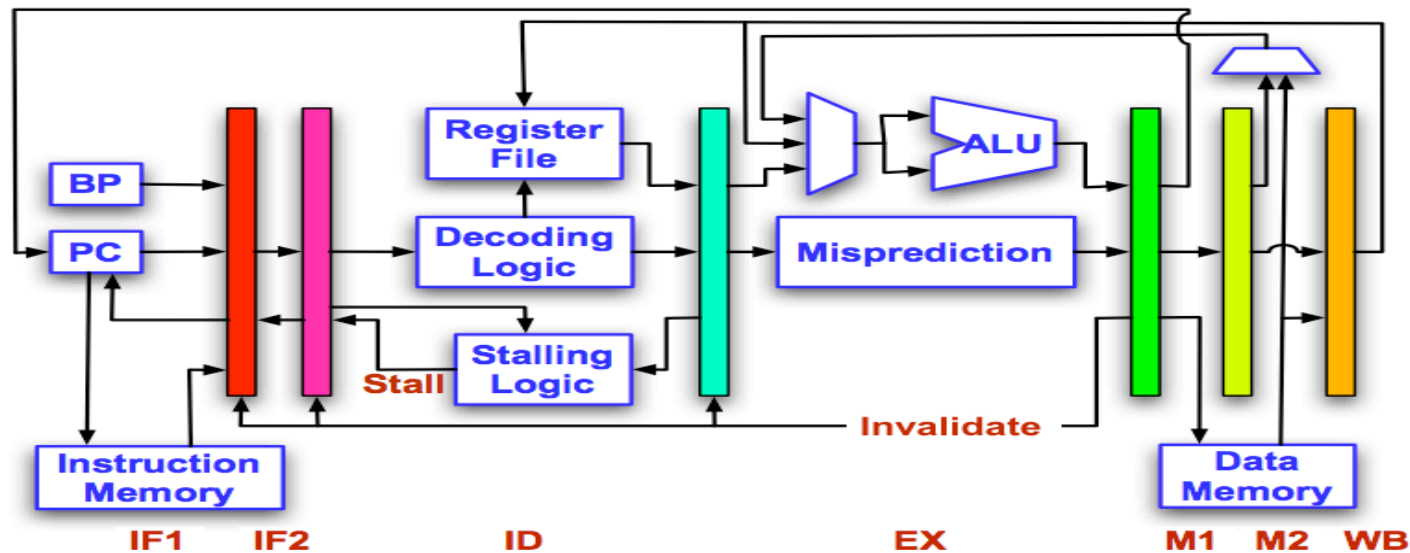 Register
File
ALU
BP
PC
Decoding
Logic
Misprediction
Stalling
Logic
Stall
Invalidate
Instruction
Memory
Data
Memory
IF1 IF2 ID EX M1 M2 WB